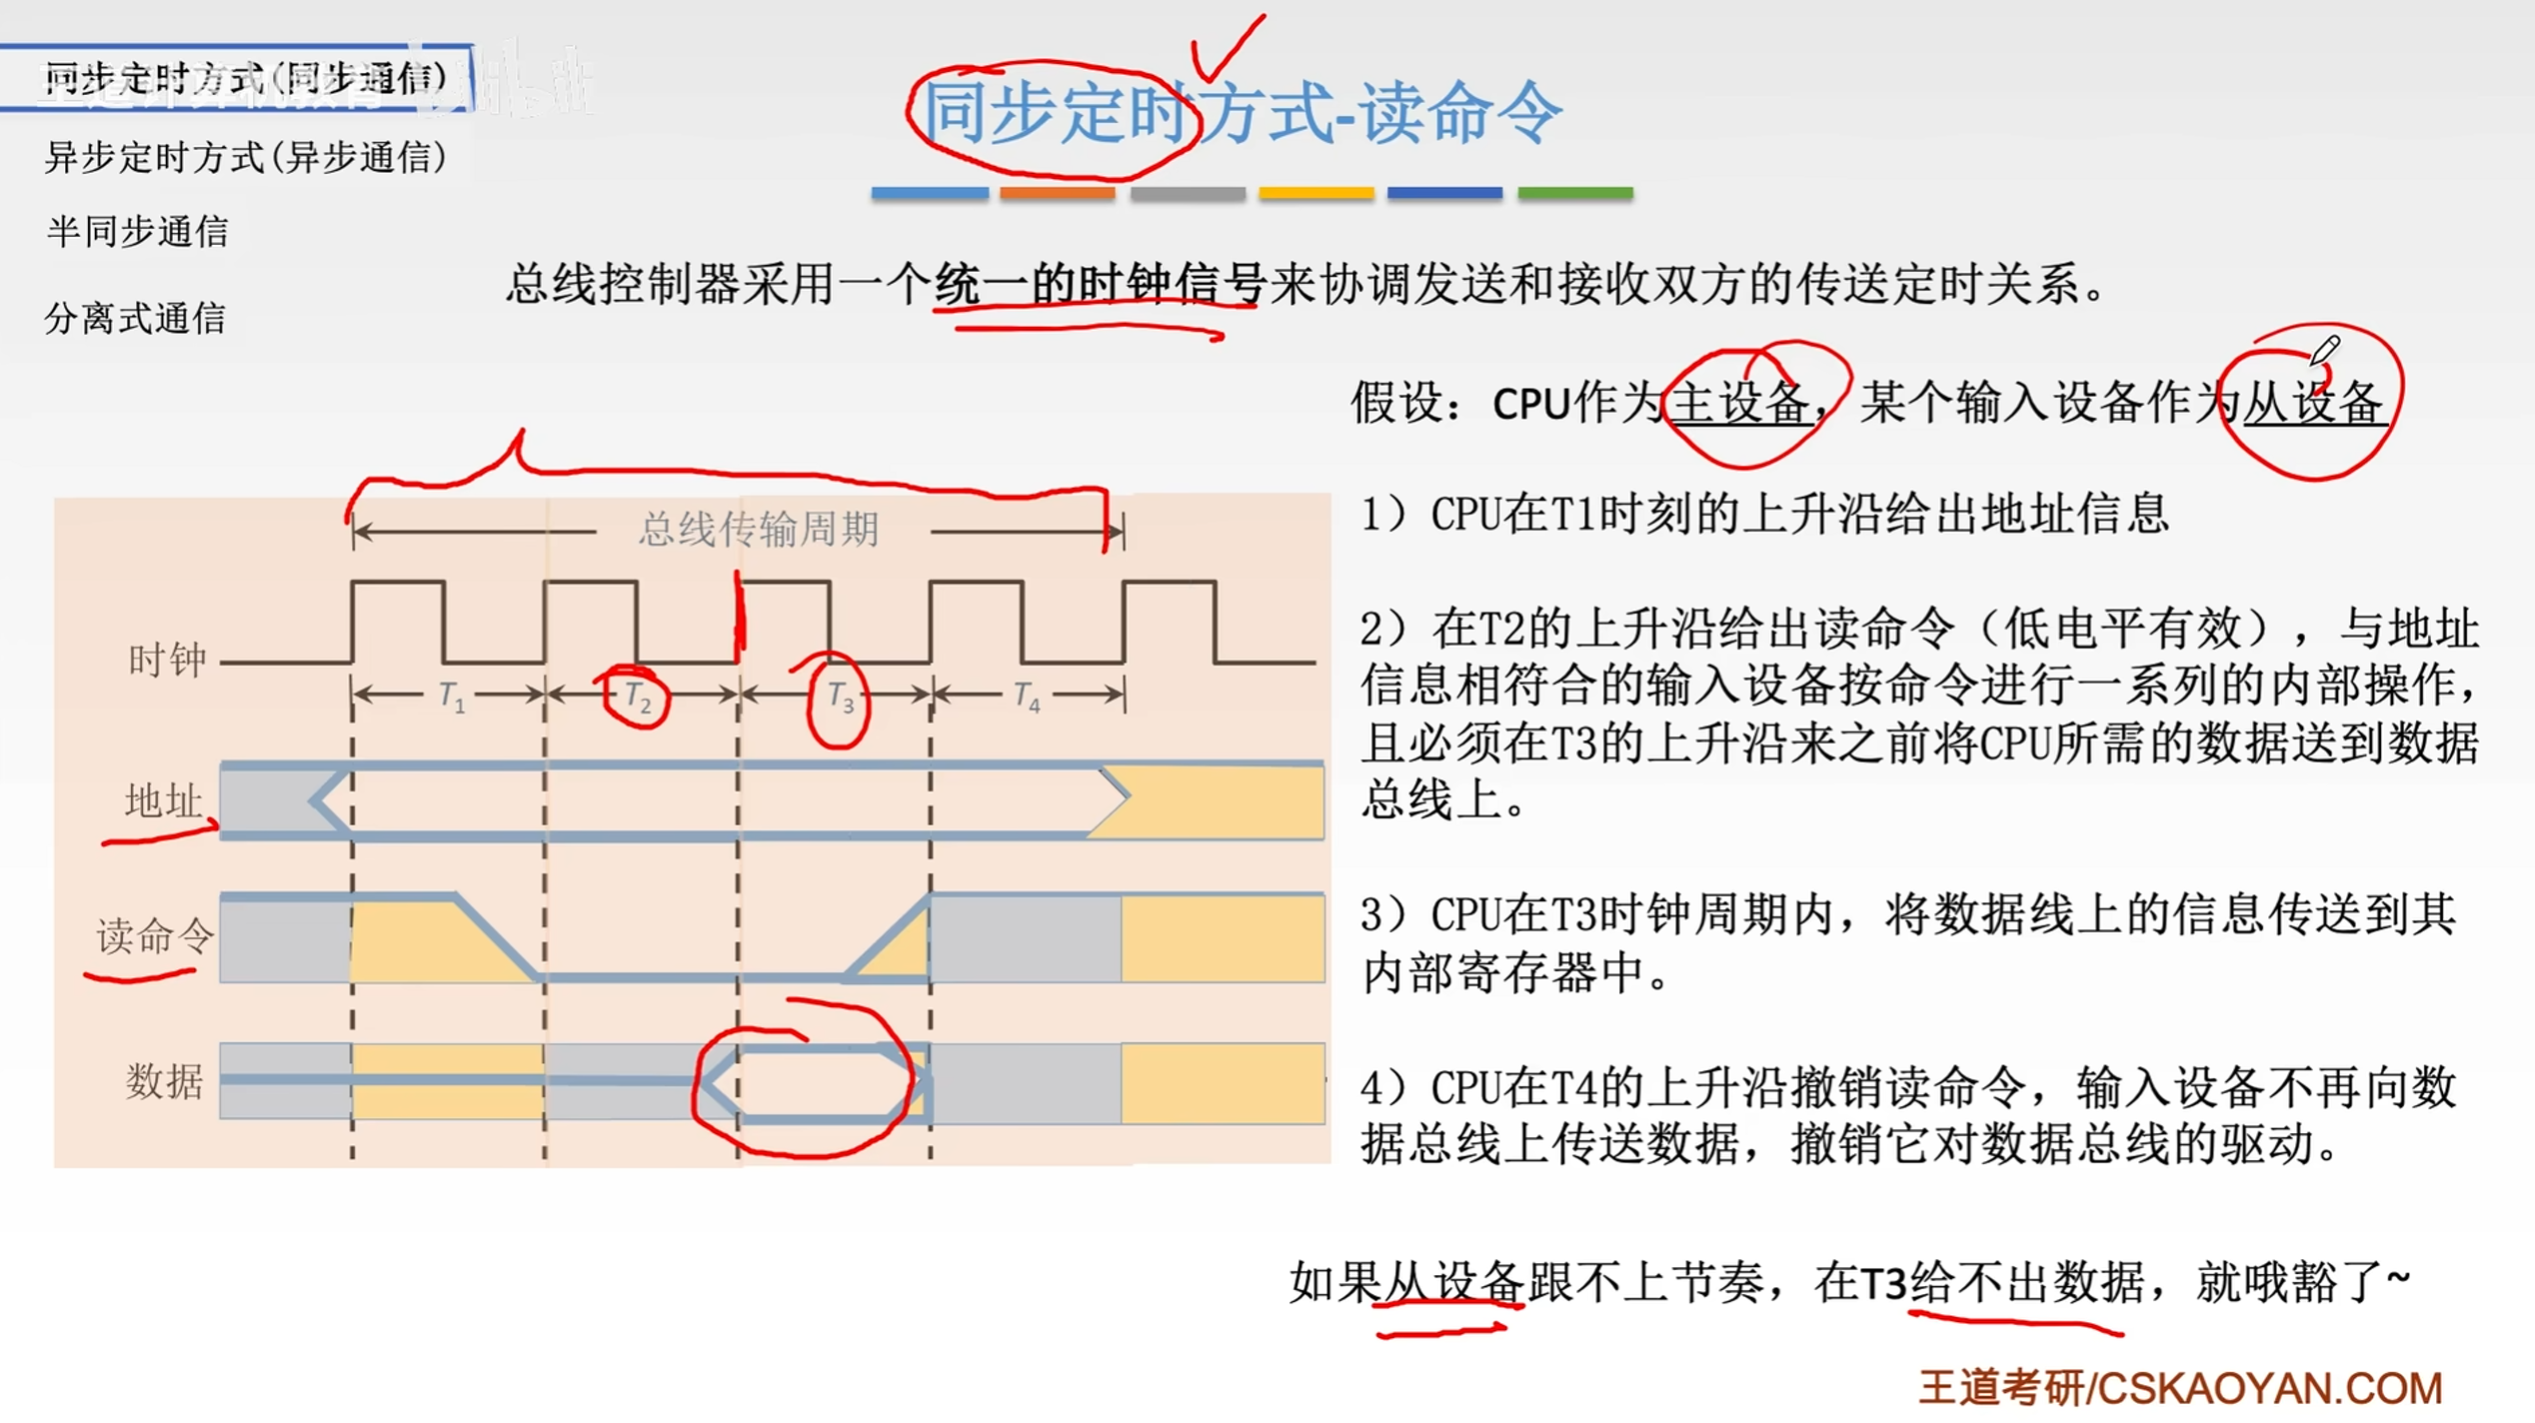 同步定时方式(同步通信)
王道计算机教育
bilibili
异步定时方式(异步通信)
半同步通信
分离式通信
同步定时方式-读命令
总线控制器采用一个统一的时钟信号来协调发送和接收双方的传送定时关系。
假设：CPU作为主设备，某个输入设备作为从设备
总线传输周期
时钟
T1 T2 T3 T4
地址
读命令
数据
1）CPU在T1时刻的上升沿给出地址信息
2）在T2的上升沿给出读命令（低电平有效），与地址
信息相符合的输入设备按命令进行一系列的内部操作，
且必须在T3的上升沿来之前将CPU所需的数据送到数据
总线上。
3）CPU在T3时钟周期内，将数据线上的信息传送到其
内部寄存器中。
4）CPU在T4的上升沿撤销读命令，输入设备不再向数
据总线上传送数据，撤销它对数据总线的驱动。
如果从设备跟不上节奏，在T3给不出数据，就哦豁了~
王道考研/CSKAOYAN.COM